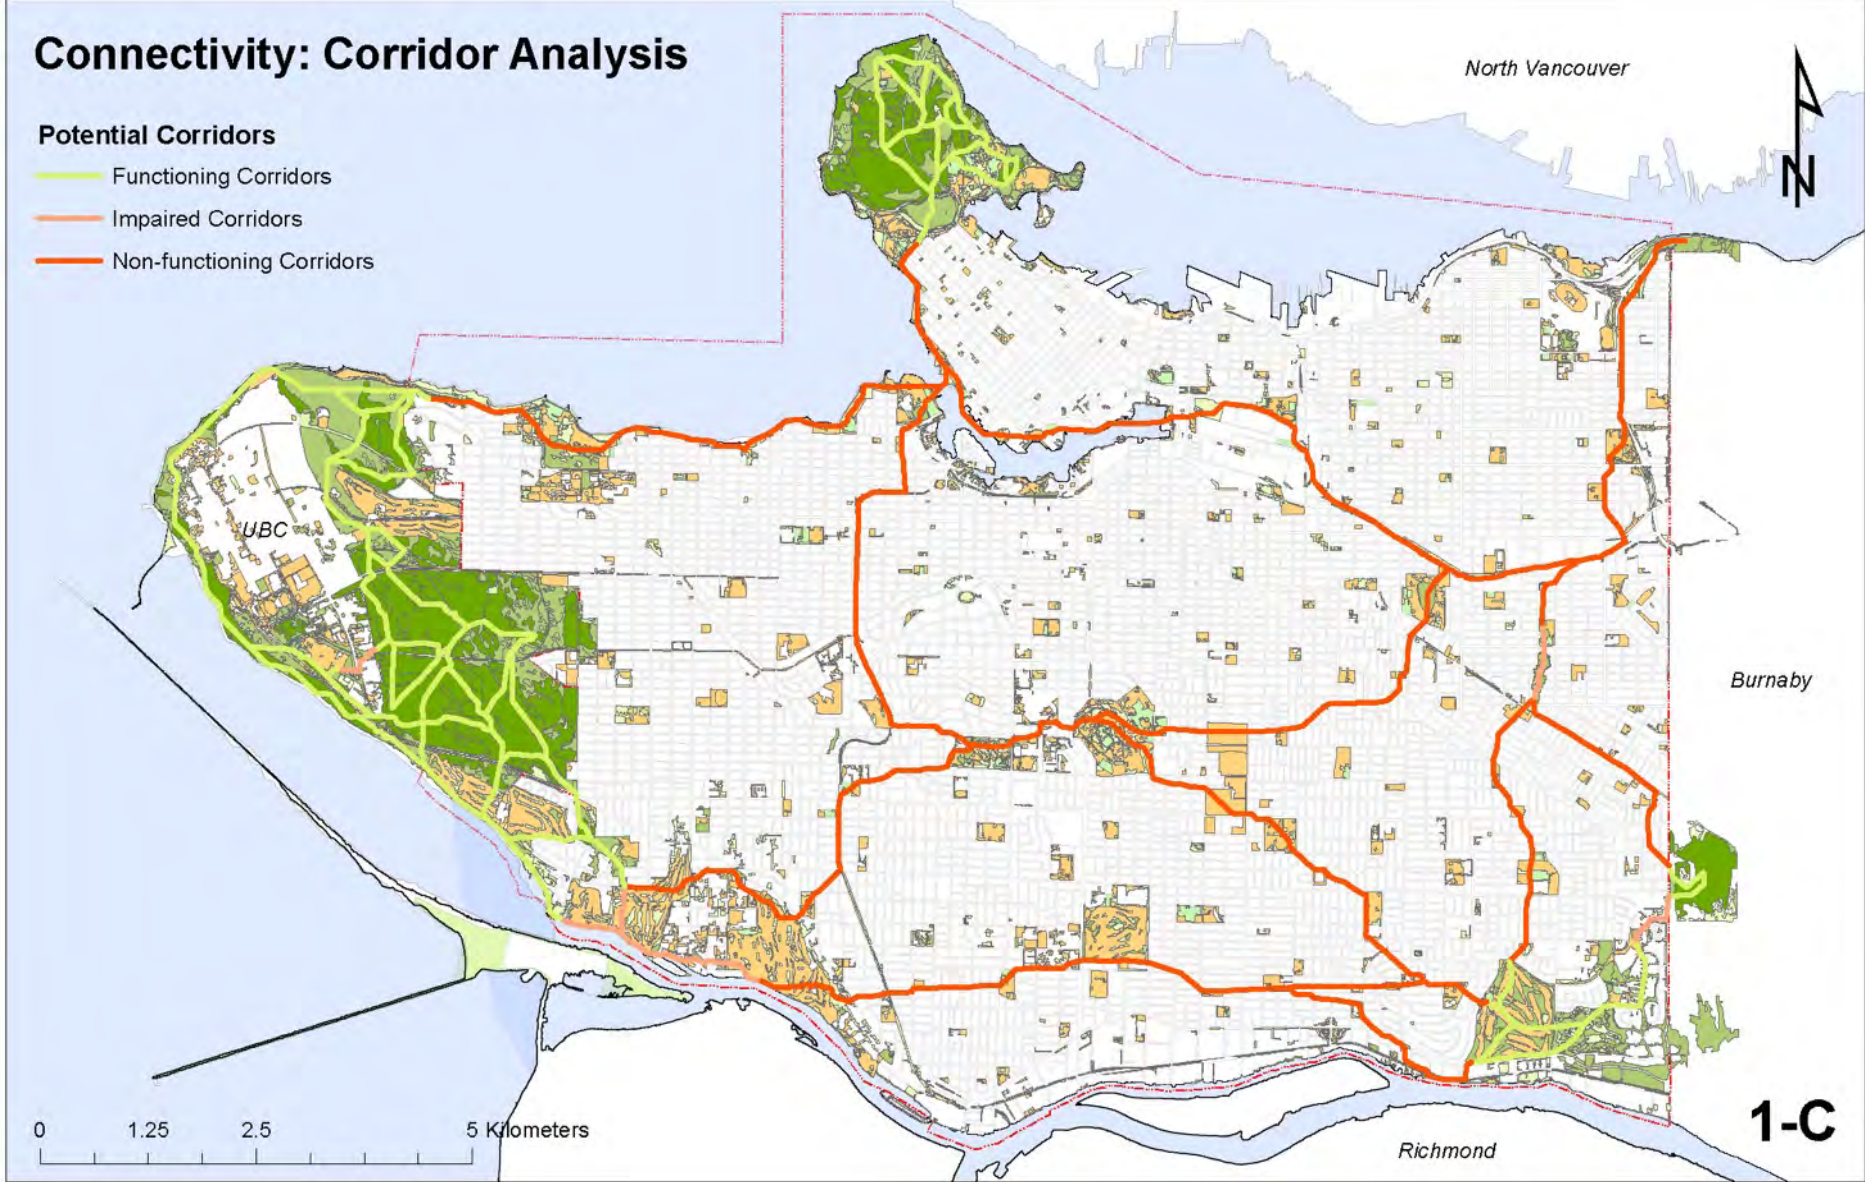 Connectivity: Corridor Analysis
Potential Corridors
Functioning Corridors
Impaired Corridors
Non-functioning Corridors
North Vancouver
N
UBC
Burnaby
0 1.25 2.5 5 Kilometers
Richmond
1-C